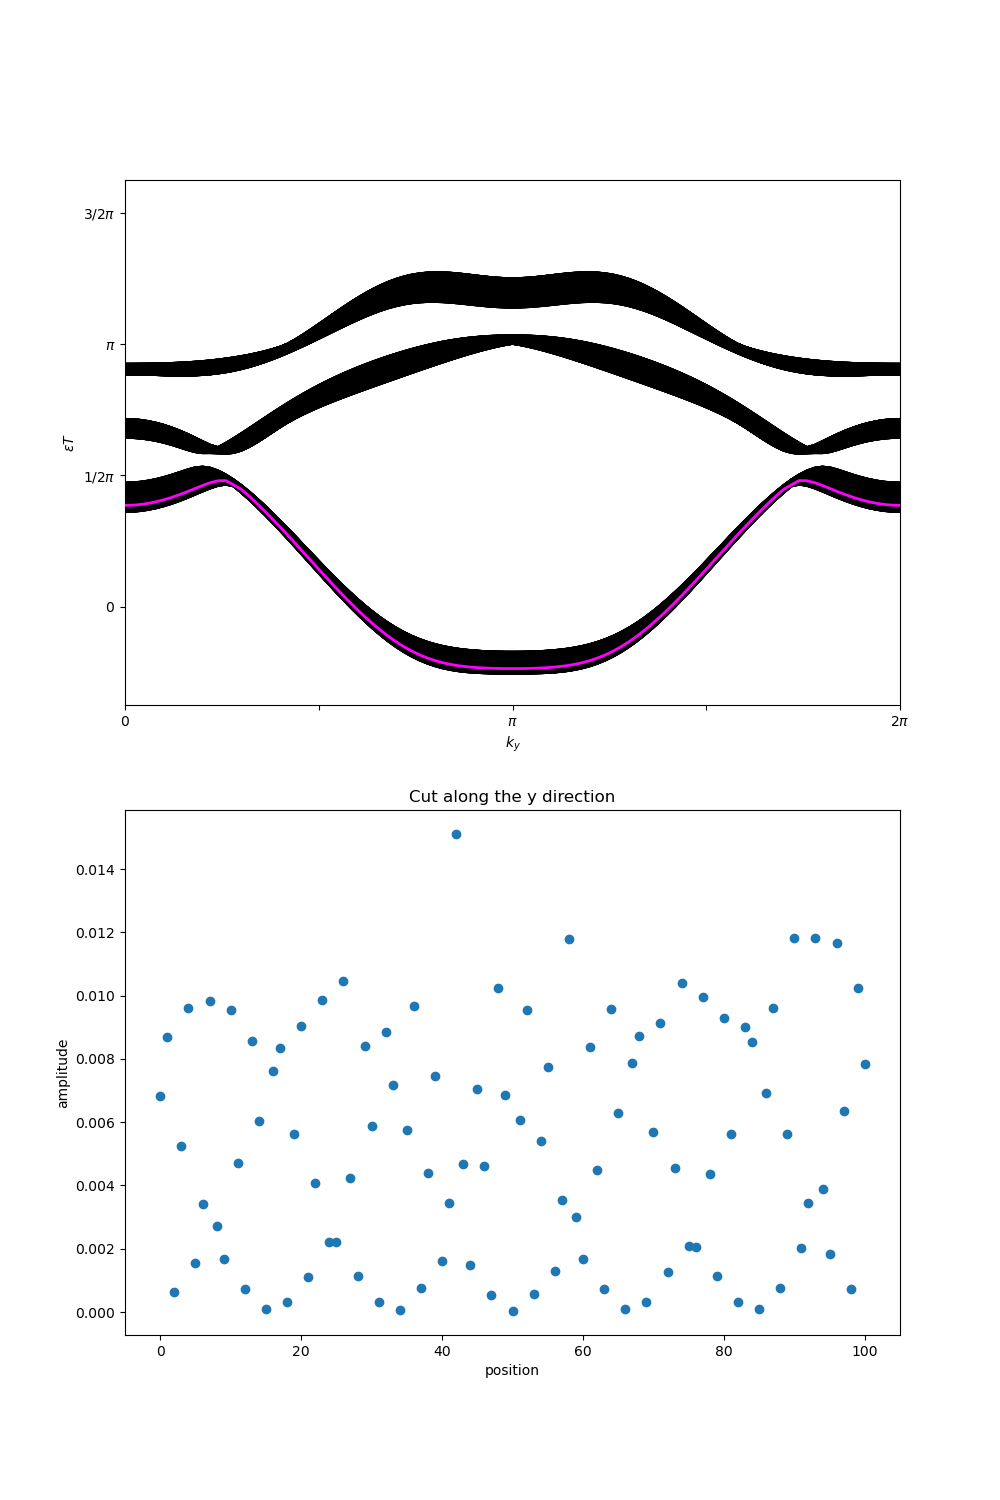 3/2π
π
1/2π
0
εT
0
π
2π
k_y
Cut along the y direction
0.014
0.012
0.010
0.008
0.006
0.004
0.002
0.000
amplitude
0
20
40
60
80
100
position